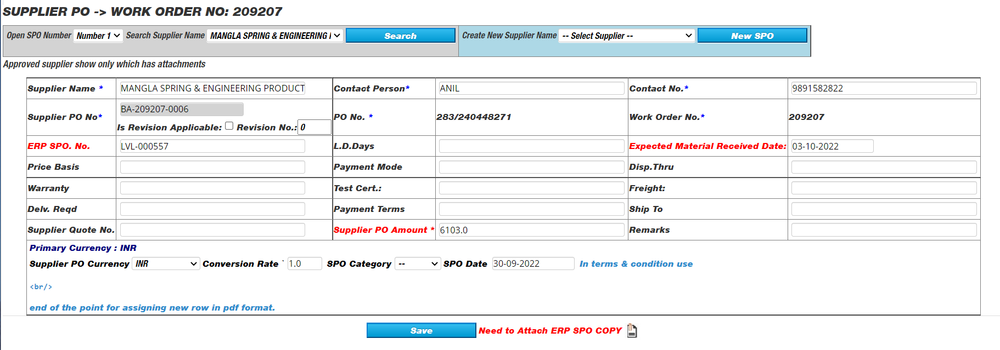 SUPPLIER PO -> WORK ORDER NO: 209207
Open SPO Number Number 1 Search Supplier Name MANGLA SPRING & ENGINEERING Search Create New Supplier Name -- Select Supplier -- New SPO
Approved supplier show only which has attachments
Supplier Name * MANGLA SPRING & ENGINEERING PRODUCT Contact Person* ANIL Contact No.* 9891582822
Supplier PO No* BA-209207-0006 PO No. * 283/240448271 Work Order No.* 209207
Is Revision Applicable: Revision No.: 0
ERP SPO. No. LVL-000557 L.D.Days Expected Material Received Date: 03-10-2022
Price Basis Payment Mode Disp.Thru
Warranty Test Cert.: Freight:
Delv. Reqd Payment Terms Ship To
Supplier Quote No. Supplier PO Amount * 6103.0 Remarks
Primary Currency : INR
Supplier PO Currency INR Conversion Rate 1.0 SPO Category -- SPO Date 30-09-2022 In terms & condition use
<br/>
end of the point for assigning new row in pdf format.
Save Need to Attach ERP SPO COPY